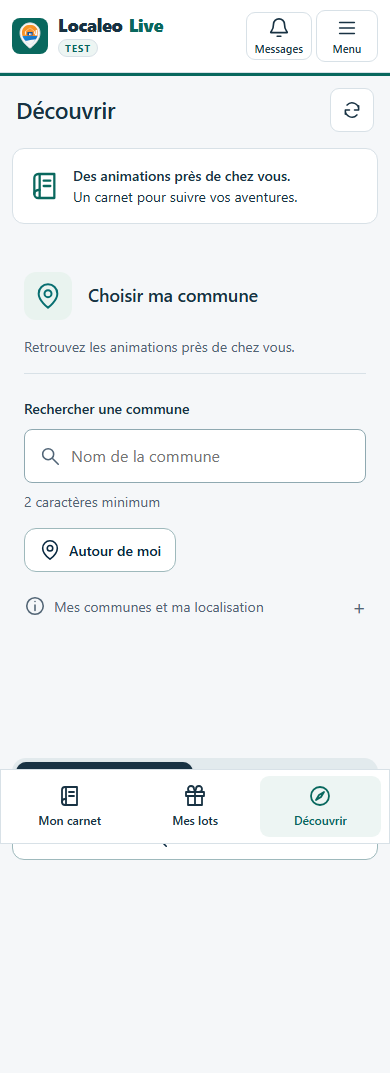 Localeo Live
TEST
Messages
Menu
Découvrir
Des animations près de chez vous.
Un carnet pour suivre vos aventures.
Choisir ma commune
Retrouvez les animations près de chez vous.
Rechercher une commune
Nom de la commune
2 caractères minimum
Autour de moi
Mes communes et ma localisation
+
Mon carnet
Mes lots
Découvrir